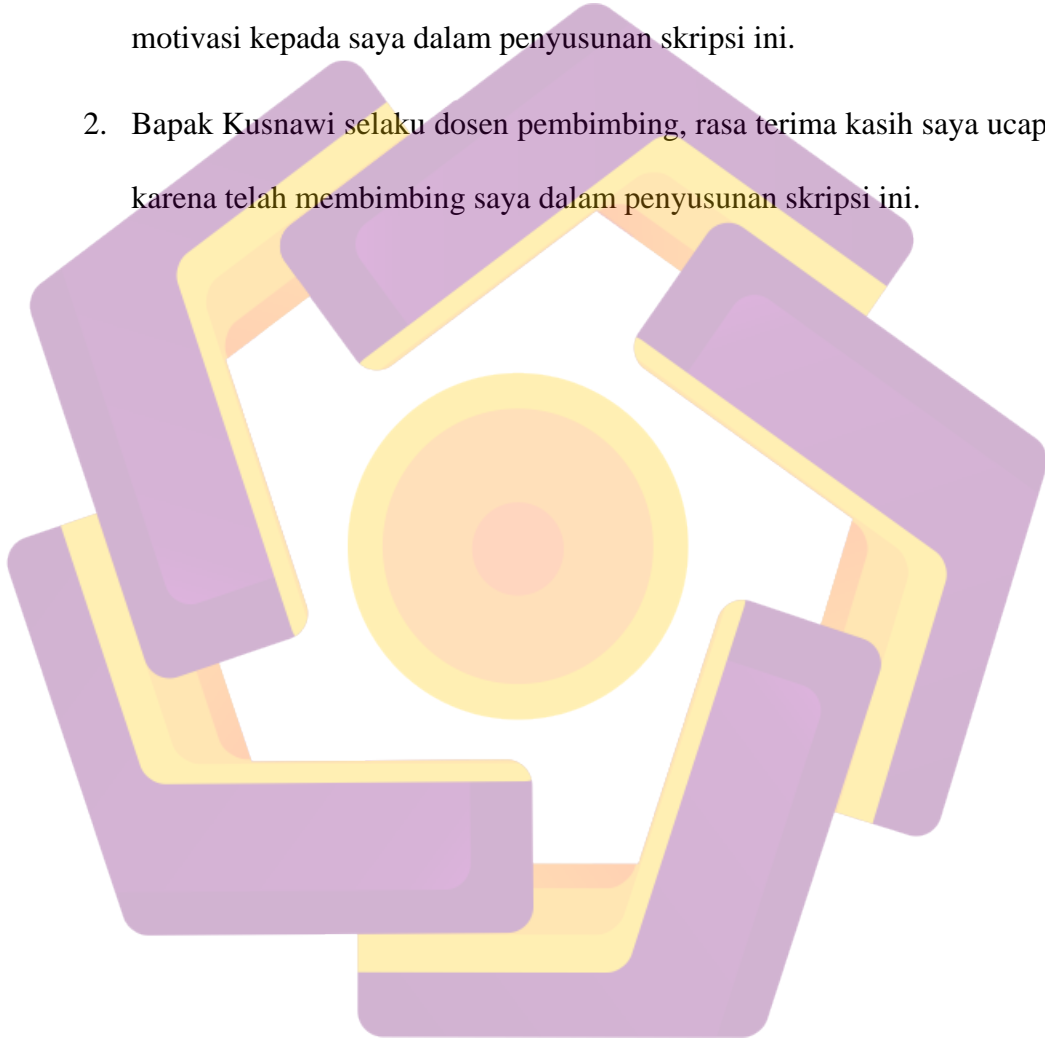 motivasi kepada saya dalam penyusunan skripsi ini.
2. Bapak Kusnawi selaku dosen pembimbing, rasa terima kasih saya ucap
karena telah membimbing saya dalam penyusunan skripsi ini.